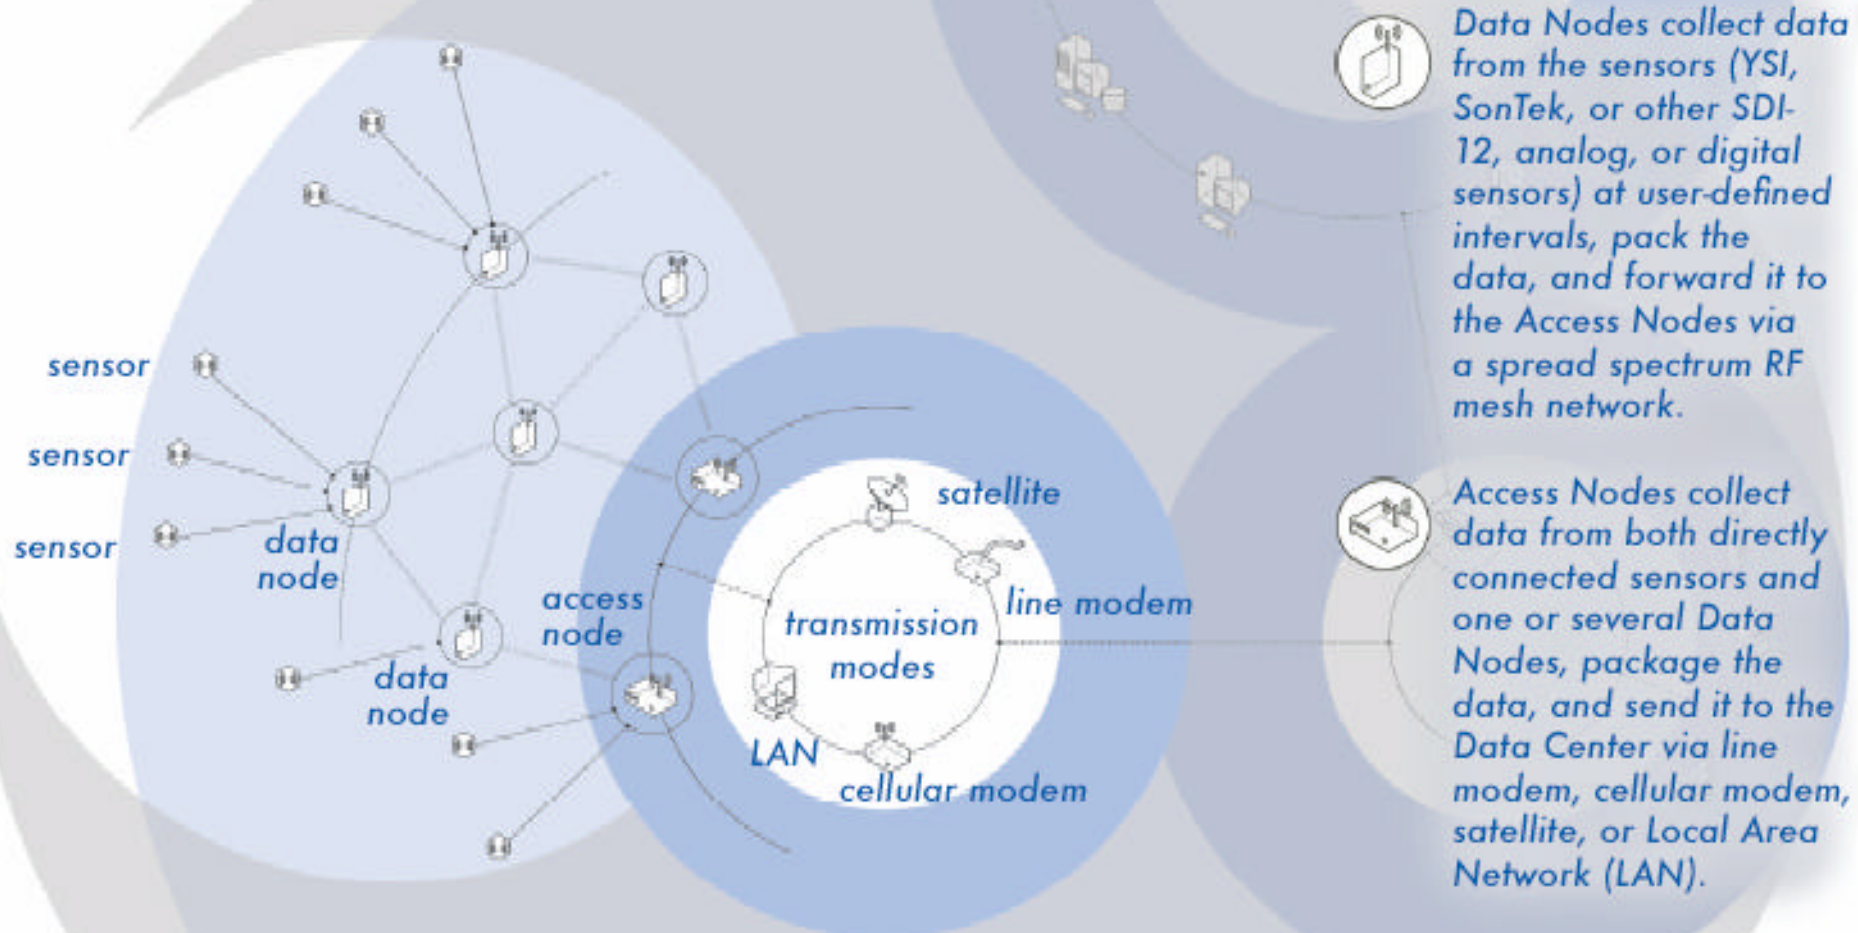 sensor
sensor
sensor
data
node
data
node
access
node
satellite
line modem
transmission
modes
LAN
cellular modem
Data Nodes collect data
from the sensors (YSI,
SonTek, or other SDI-
12, analog, or digital
sensors) at user-defined
intervals, pack the
data, and forward it to
the Access Nodes via
a spread spectrum RF
mesh network.
Access Nodes collect
data from both directly
connected sensors and
one or several Data
Nodes, package the
data, and send it to the
Data Center via line
modem, cellular modem,
satellite, or Local Area
Network (LAN).